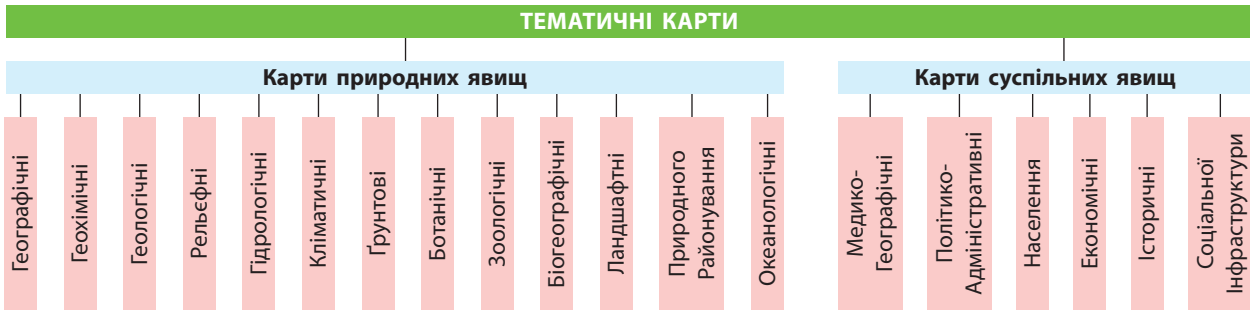 ТЕМАТИЧНІ КАРТИ
Карти природних явищ
Географічні
Геохімічні
Геологічні
Рельєфні
Гідрологічні
Кліматичні
Ґрунтові
Ботанічні
Зоологічні
Біогеографічні
Ландшафтні
Природного
Районування
Океанологічні
Карти суспільних явищ
Медико-
Географічні
Політико-
Адміністративні
Населення
Економічні
Історичні
Соціальної
Інфраструктури